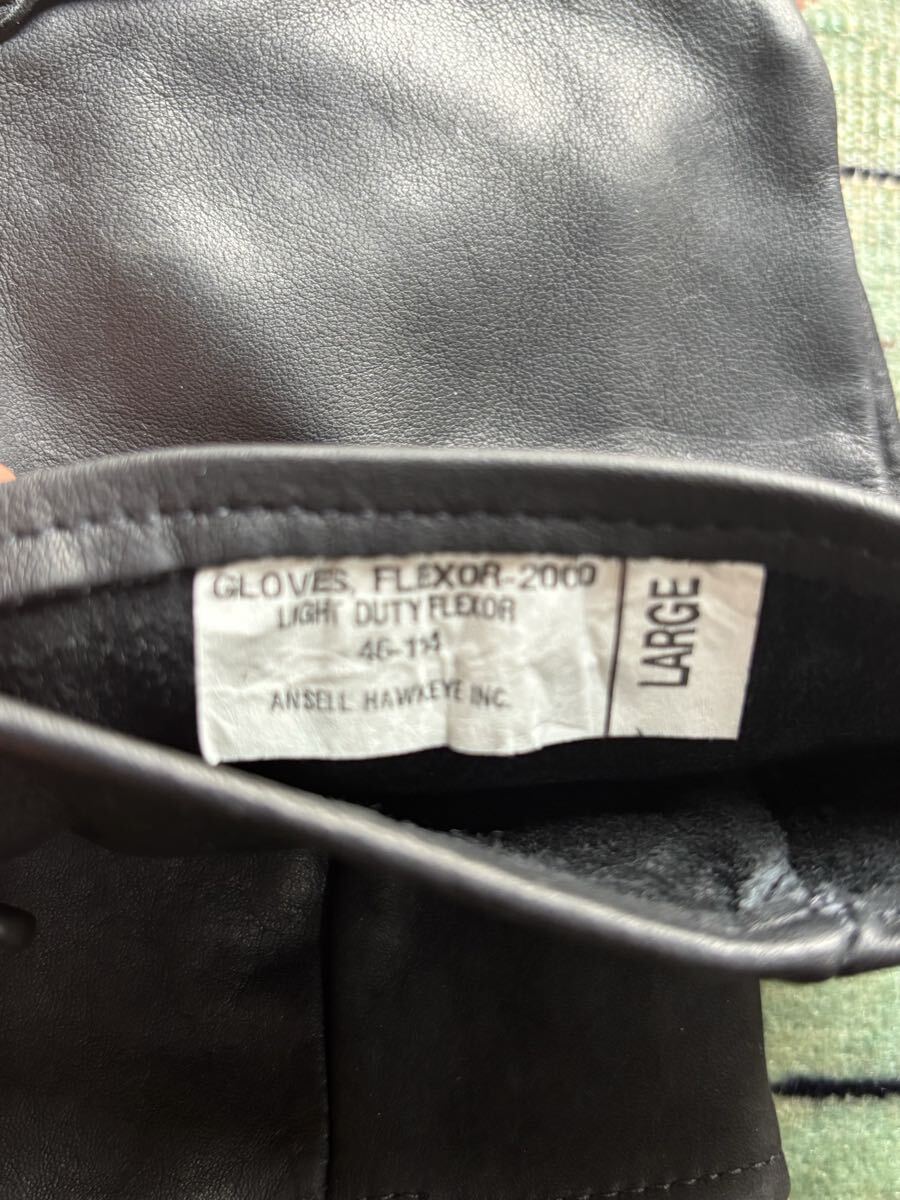 GLOVES, FLEXOR-2000
LIGHT DUTY FLEXOR
46-114
ANSELL HAWKEYE INC.
LARGE